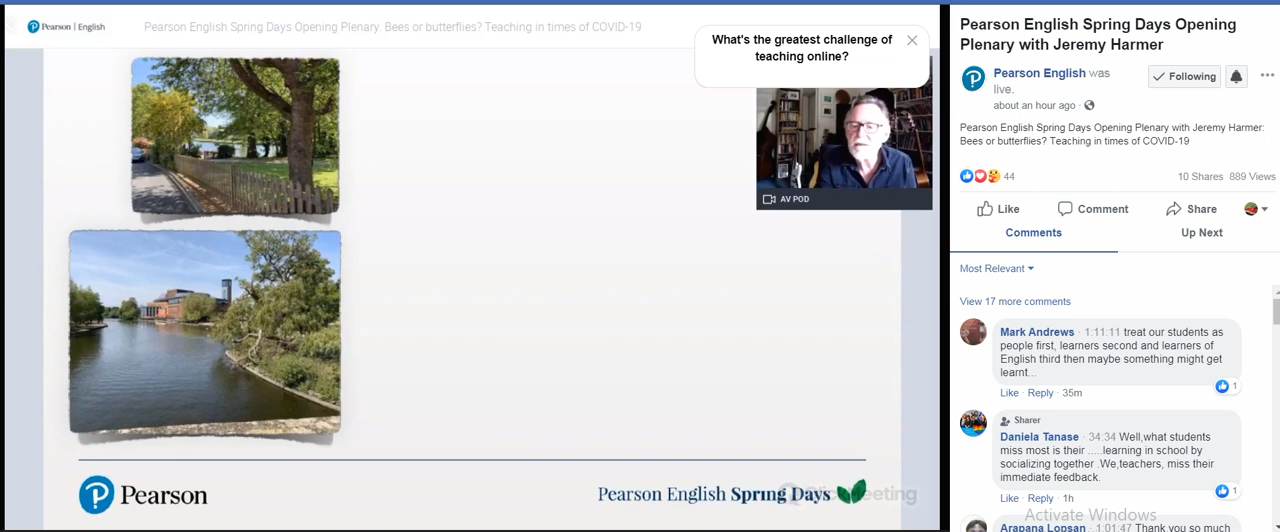 Pearson | English
Pearson English Spring Days Opening Plenary. Bees or butterflies? Teaching in times of COVID-19
What's the greatest challenge of
teaching online?
AV POD
Pearson
Pearson English Spring Days
ClickMeeting
Pearson English Spring Days Opening
Plenary with Jeremy Harmer
Pearson English was
live.
about an hour ago ·
Following
Pearson English Spring Days Opening Plenary with Jeremy Harmer:
Bees or butterflies? Teaching in times of COVID-19
44
10 Shares 889 Views
Like Comment Share
Comments Up Next
Most Relevant
View 17 more comments
Mark Andrews · 1:11:11 treat our students as
people first, learners second and learners of
English third then maybe something might get
learnt...
1
Like · Reply · 35m
Sharer
Daniela Tanase · 34:34 Well,what students
miss most is their .....learning in school by
socializing together .We,teachers, miss their
immediate feedback.
1
Like · Reply · 1h
Activate Windows
Arapana Lopsan · 1:01:47 Thank you so much